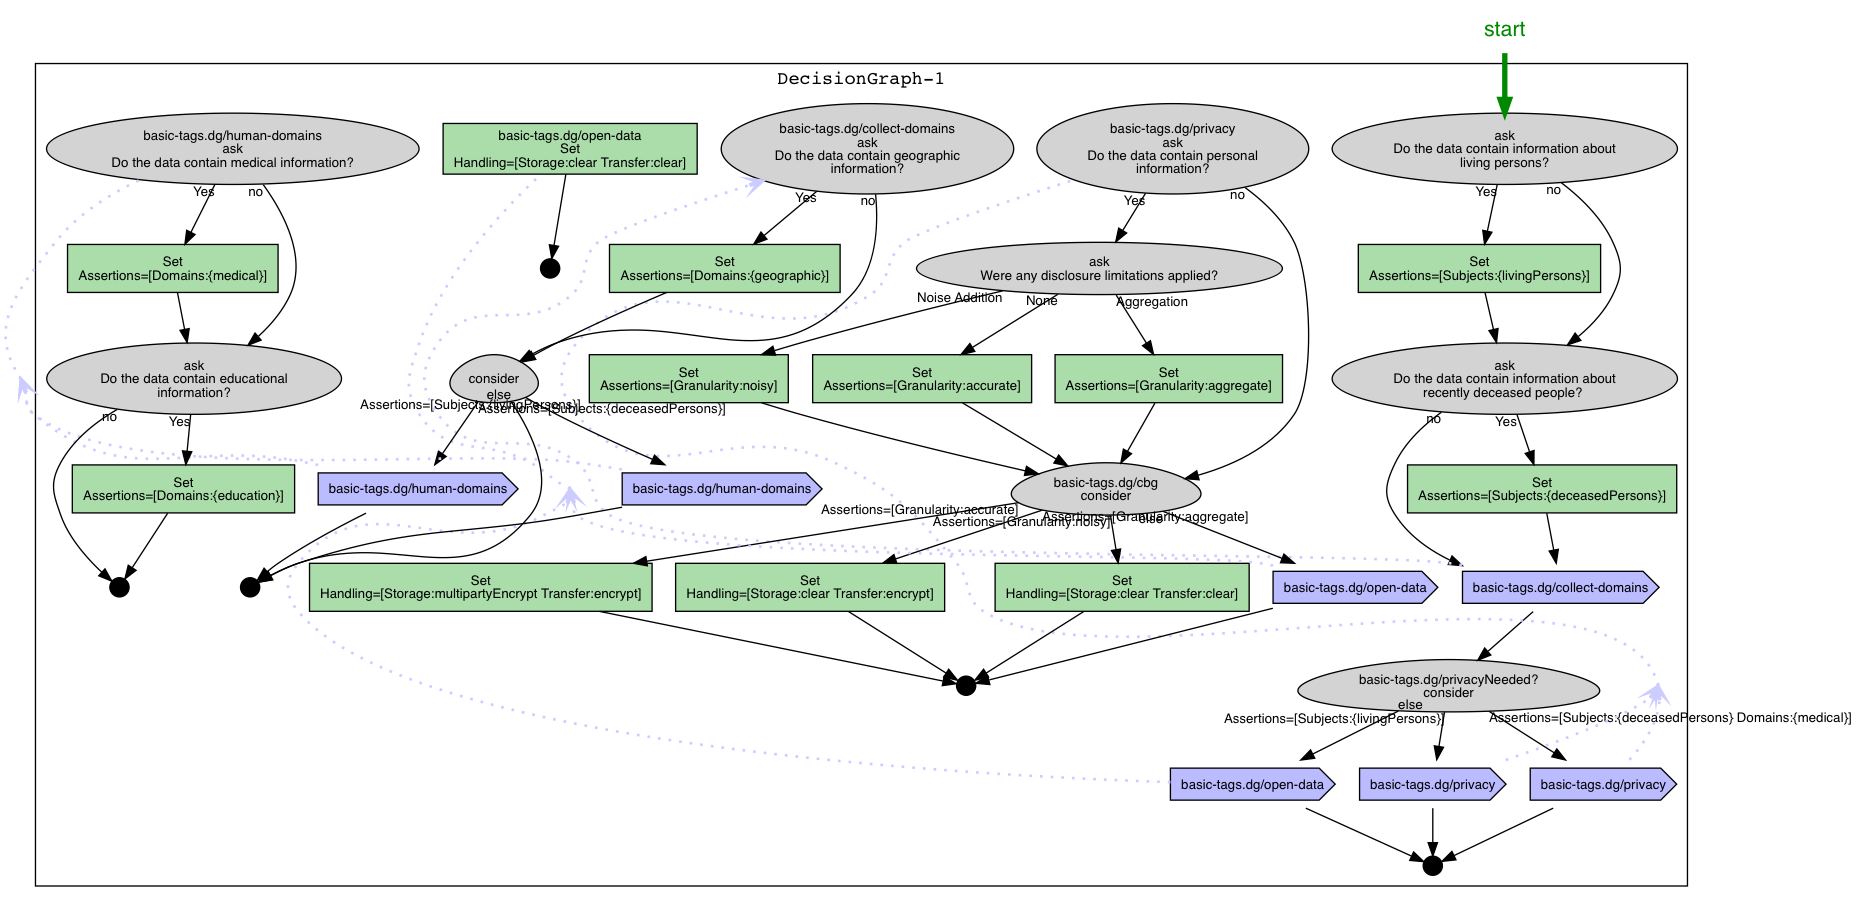 start
DecisionGraph-1
basic-tags.dg/human-domains
ask
Do the data contain medical information?
basic-tags.dg/open-data
Set
Handling=[Storage:clear Transfer:clear]
basic-tags.dg/collect-domains
ask
Do the data contain geographic
information?
basic-tags.dg/privacy
ask
Do the data contain personal
information?
ask
Do the data contain information about
living persons?
Yes
no
Yes
no
Yes
no
Yes
no
Set
Assertions=[Domains:{medical}]
Set
Assertions=[Domains:{geographic}]
ask
Were any disclosure limitations applied?
Set
Assertions=[Subjects:{livingPersons}]
Noise Addition
None
Aggregation
ask
Do the data contain educational
information?
consider
Set
Assertions=[Granularity:noisy]
Set
Assertions=[Granularity:accurate]
Set
Assertions=[Granularity:aggregate]
ask
Do the data contain information about
recently deceased people?
no
Yes
else
Assertions=[Subjects:{livingPersons}]
Assertions=[Subjects:{deceasedPersons}]
no
Yes
Set
Assertions=[Domains:{education}]
basic-tags.dg/human-domains
basic-tags.dg/human-domains
basic-tags.dg/cbg
consider
Set
Assertions=[Subjects:{deceasedPersons}]
Assertions=[Granularity:accurate]
Assertions=[Granularity:noisy]
else
Assertions=[Granularity:aggregate]
Set
Handling=[Storage:multipartyEncrypt Transfer:encrypt]
Set
Handling=[Storage:clear Transfer:encrypt]
Set
Handling=[Storage:clear Transfer:clear]
basic-tags.dg/open-data
basic-tags.dg/collect-domains
basic-tags.dg/privacyNeeded?
consider
else
Assertions=[Subjects:{livingPersons}]
Assertions=[Subjects:{deceasedPersons} Domains:{medical}]
basic-tags.dg/open-data
basic-tags.dg/privacy
basic-tags.dg/privacy